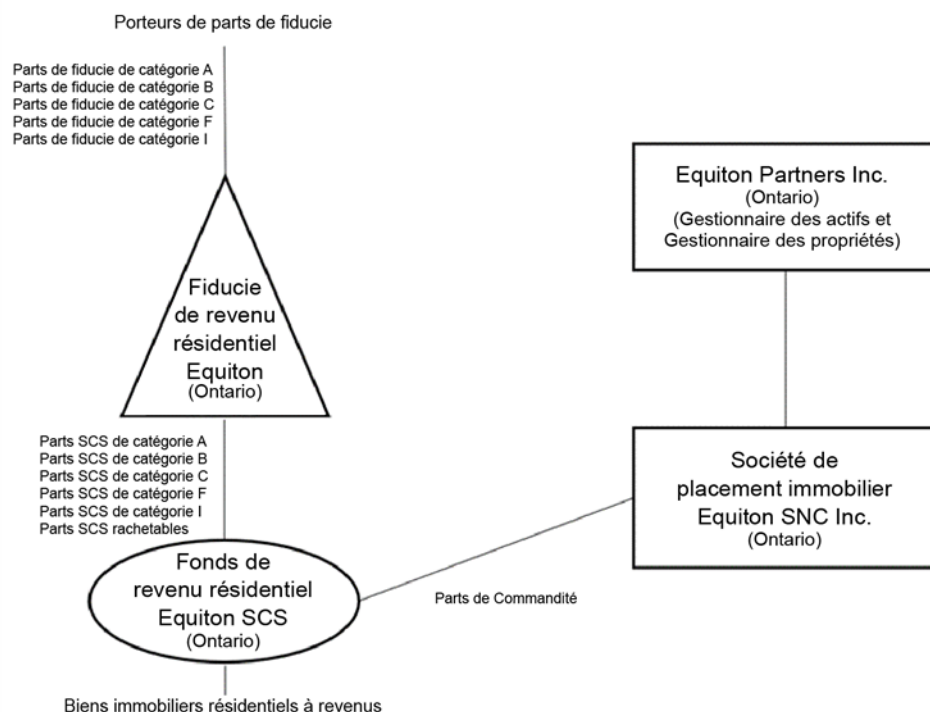 Porteurs de parts de fiducie
Parts de fiducie de catégorie A
Parts de fiducie de catégorie B
Parts de fiducie de catégorie C
Parts de fiducie de catégorie F
Parts de fiducie de catégorie I
Equiton Partners Inc.
(Ontario)
(Gestionnaire des actifs et
Gestionnaire des propriétés)
Fiducie
de revenu
résidentiel
Equiton
(Ontario)
Parts SCS de catégorie A
Parts SCS de catégorie B
Parts SCS de catégorie C
Parts SCS de catégorie F
Parts SCS de catégorie I
Parts SCS rachetables
Société de
placement immobilier
Equiton SNC Inc.
(Ontario)
Fonds de
revenu résidentiel
Equiton SCS
(Ontario)
Parts de Commandité
Biens immobiliers résidentiels à revenus